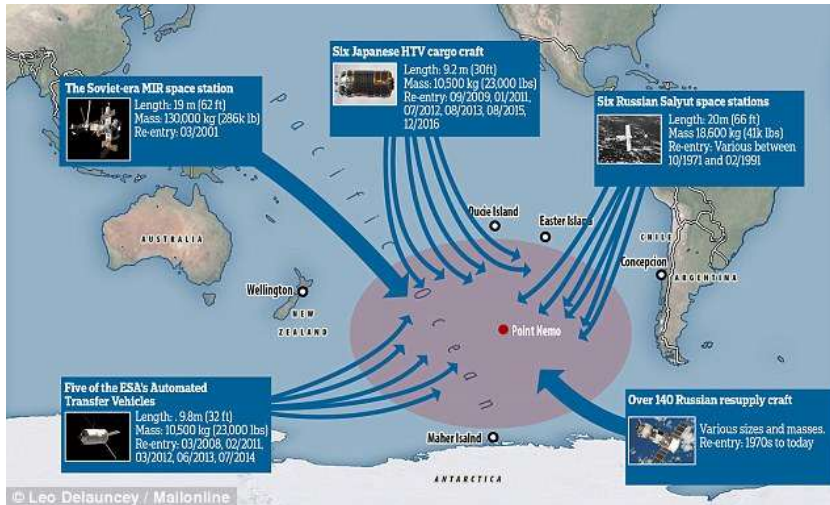 Six Japanese HTV cargo craft
Length: 9.2 m (30ft)
Mass: 10,500 kg (23,000 lbs)
Re-entry: 09/2009, 01/2011,
07/2012, 08/2013, 08/2015,
12/2016
The Soviet-era MIR space station
Length: 19 m (62 ft)
Mass: 130,000 kg (286k lb)
Re-entry: 03/2001
Six Russian Salyut space stations
Length: 20m (66 ft)
Mass 18,600 kg (41k lbs)
Re-entry: Various between
10/1971 and 02/1991
Pacific
Ocean
Ducie Island
Easter Island
AUSTRALIA
CHILE
Concepcion
ARGENTINA
Wellington
NEW
ZEALAND
Point Nemo
Five of the ESA's Automated
Transfer Vehicles
Length: . 9.8m (32 ft)
Mass: 10,500 kg (23,000 lbs)
Re-entry: 03/2008, 02/2011,
03/2012, 06/2013, 07/2014
Over 140 Russian resupply craft
Various sizes and masses.
Re-entry: 1970s to today
Maher Isalnd
ANTARCTICA
© Leo Delauncey / Mailonline